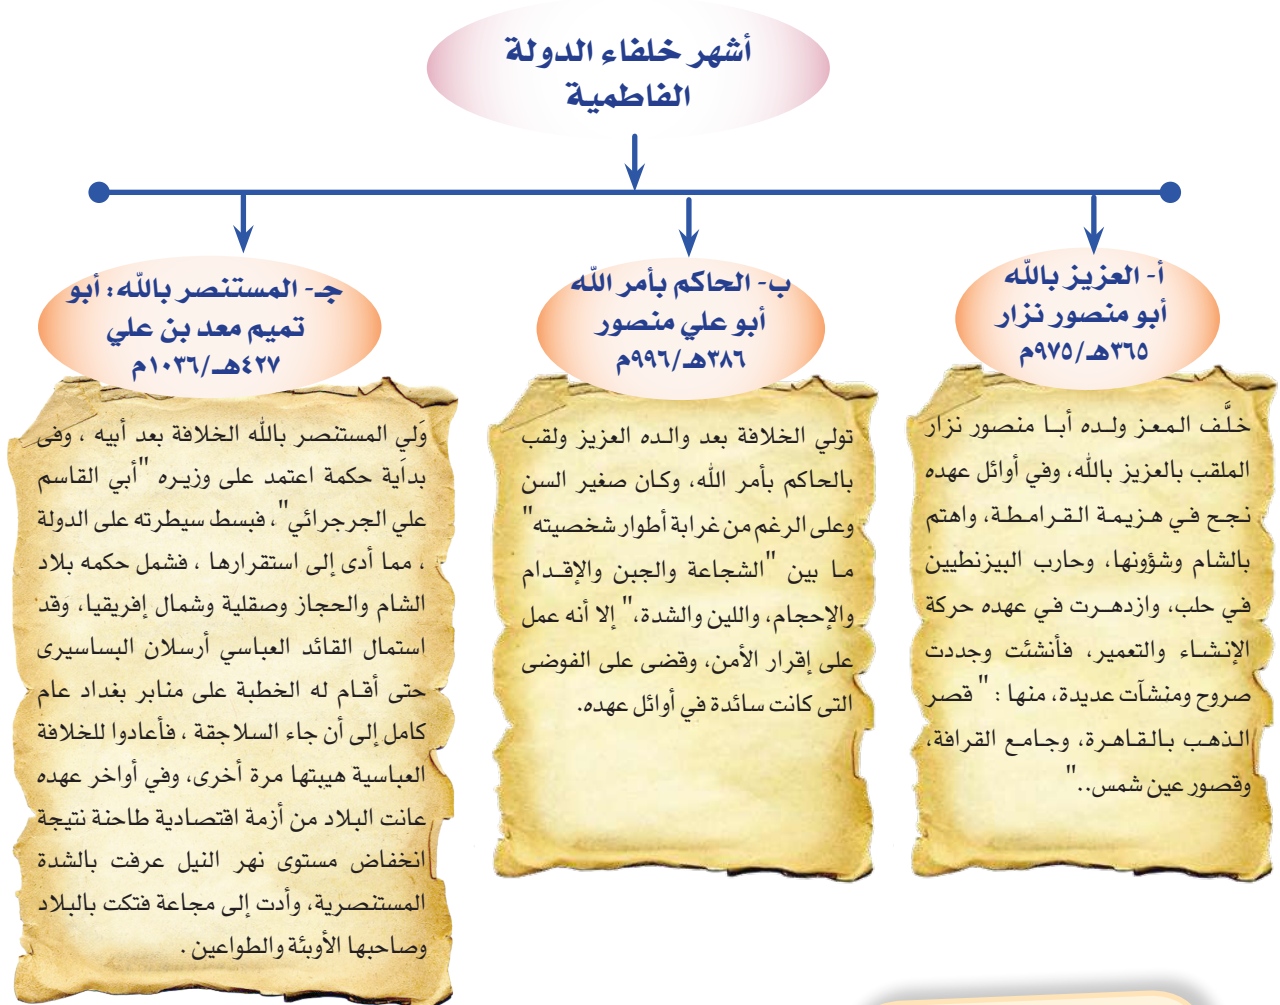 أشهر خلفاء الدولة
الفاطمية
أ- العزيز بالله
أبو منصور نزار
٣٦٥هـ/٩٧٥م
خلَّف المعز ولده أبا منصور نزار
الملقب بالعزيز بالله، وفي أوائل عهده
نجح في هزيمة القرامطة، واهتم
بالشام وشؤونها، وحارب البيزنطيين
في حلب، وازدهرت في عهده حركة
الإنشاء والتعمير، فأنشئت وجددت
صروح ومنشآت عديدة، منها : " قصر
الذهب بالقاهرة، وجامع القرافة،
وقصور عين شمس.."
ب- الحاكم بأمر الله
أبو علي منصور
٣٨٦هـ/٩٩٦م
تولي الخلافة بعد والده العزيز ولقب
بالحاكم بأمر الله، وكان صغير السن
وعلى الرغم من غرابة أطوار شخصيته"
ما بين "الشجاعة والجبن والإقدام
والإحجام، واللين والشدة،" إلا أنه عمل
على إقرار الأمن، وقضى على الفوضى
التى كانت سائدة في أوائل عهده.
جـ- المستنصر بالله: أبو
تميم معد بن علي
٤٢٧هـ/١٠٣٦م
وَلي المستنصر بالله الخلافة بعد أبيه ، وفى
بداية حكمة اعتمد على وزيره "أبي القاسم
علي الجرجرائي"، فبسط سيطرته على الدولة
، مما أدى إلى استقرارها ، فشمل حكمه بلاد
الشام والحجاز وصقلية وشمال إفريقيا، وَقد
استمال القائد العباسي أرسلان البساسيرى
حتى أقام له الخطبة على منابر بغداد عام
كامل إلى أن جاء السلاجقة ، فأعادوا للخلافة
العباسية هيبتها مرة أخرى، وفي أواخر عهده
عانت البلاد من أزمة اقتصادية طاحنة نتيجة
انخفاض مستوى نهر النيل عرفت بالشدة
المستنصرية، وأدت إلى مجاعة فتكت بالبلاد
وصاحبها الأوبئة والطواعين .